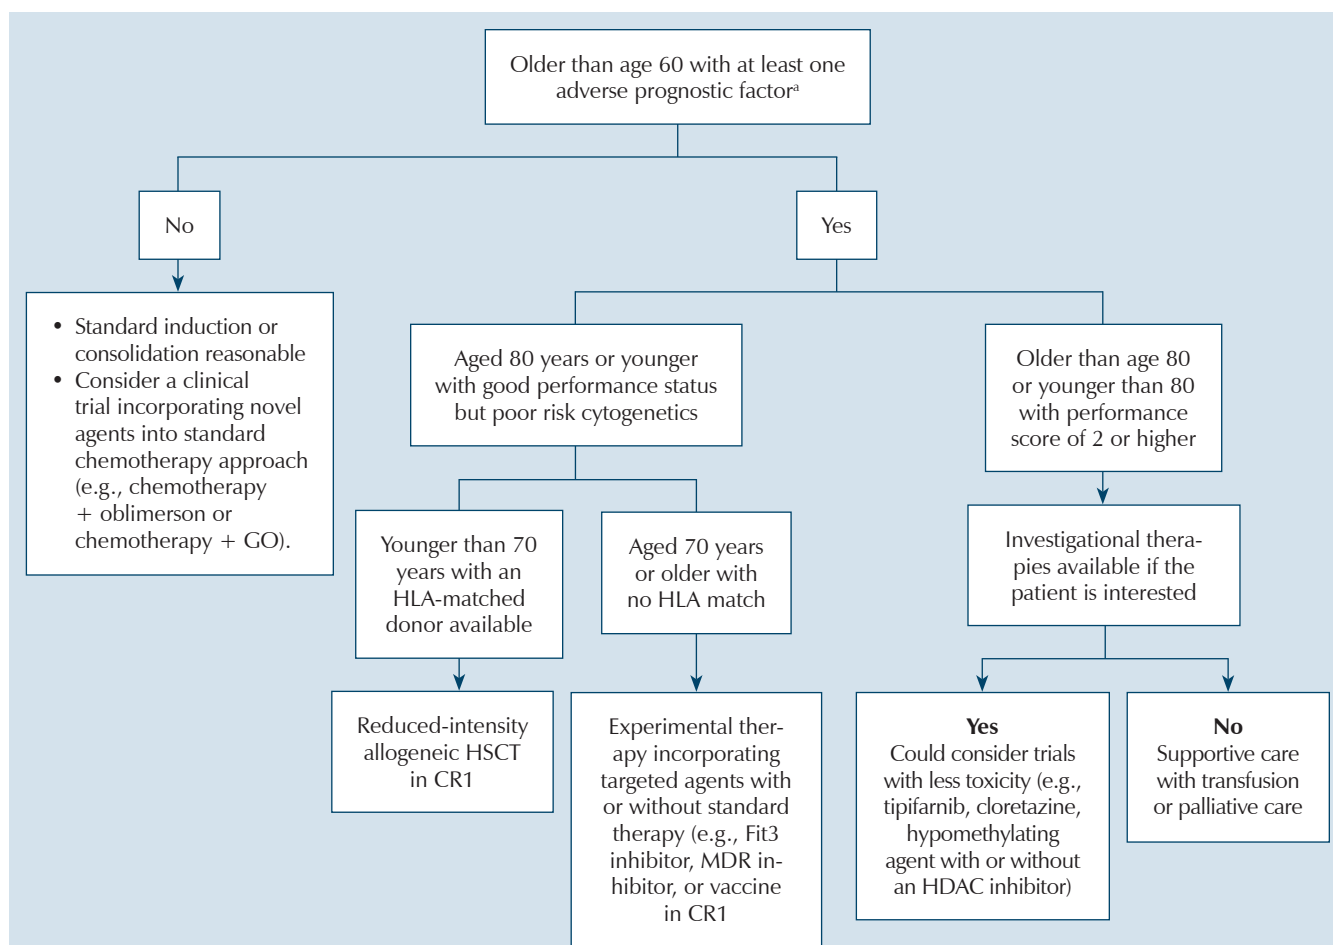 Older than age 60 with at least one
adverse prognostic factorᵃ
No
Yes
• Standard induction or
consolidation reasonable
• Consider a clinical
trial incorporating novel
agents into standard
chemotherapy approach
(e.g., chemotherapy
+ oblimerson or
chemotherapy + GO).
Aged 80 years or younger
with good performance status
but poor risk cytogenetics
Older than age 80
or younger than 80
with performance
score of 2 or higher
Younger than 70
years with an
HLA-matched
donor available
Aged 70 years
or older with
no HLA match
Investigational thera-
pies available if the
patient is interested
Reduced-intensity
allogeneic HSCT
in CR1
Experimental ther-
apy incorporating
targeted agents with
or without standard
therapy (e.g., Fit3
inhibitor, MDR in-
hibitor, or vaccine
in CR1
Yes
Could consider trials
with less toxicity (e.g.,
tipifarnib, cloretazine,
hypomethylating
agent with or without
an HDAC inhibitor)
No
Supportive care
with transfusion
or palliative care